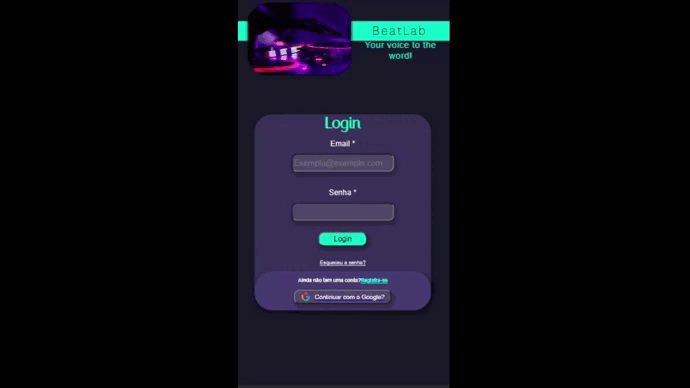 BeatLab
Your voice to the
word!
Login
Email *
Exemplo@exemple.com
Senha *
Login
Esqueceu a senha?
Ainda não tem uma conta?Registre-se
Continuar com o Google?